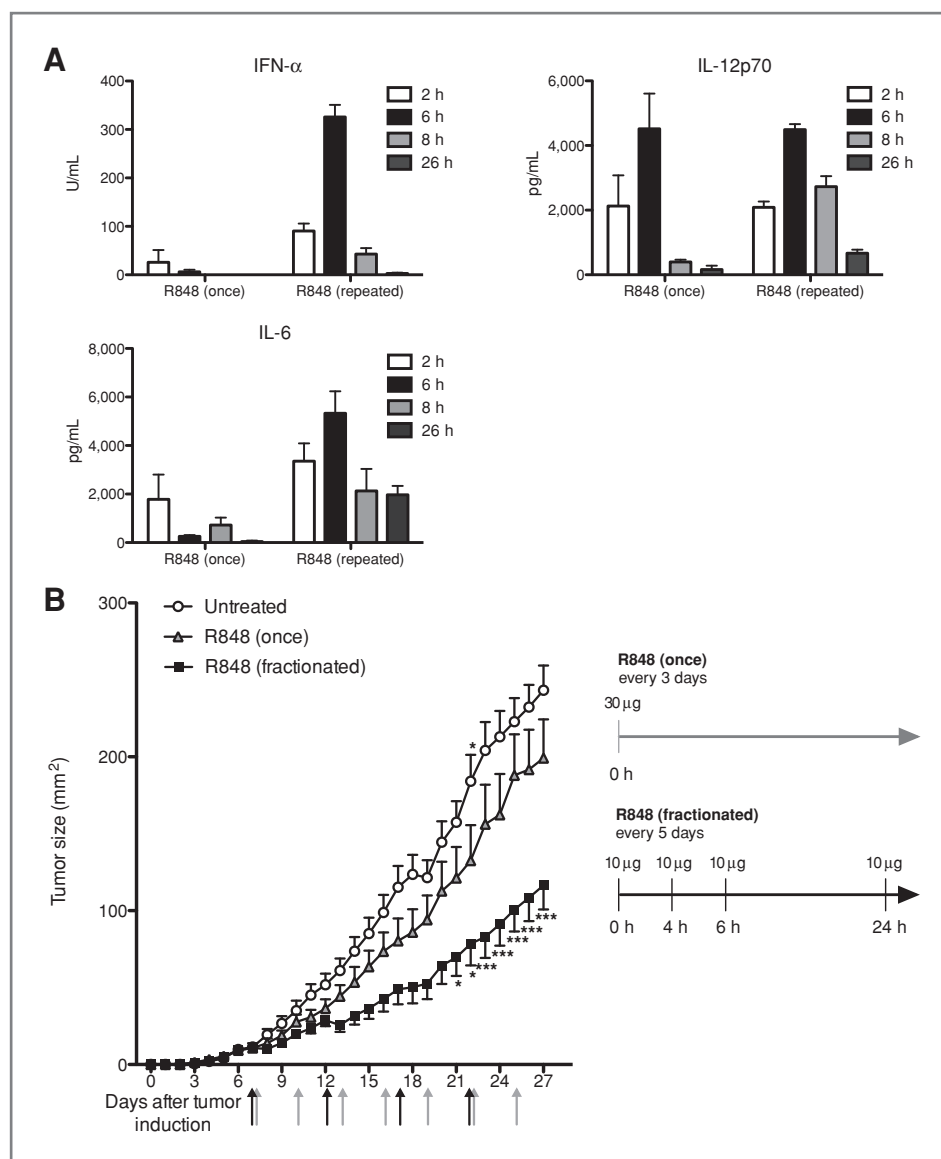 A
IFN-α
400
300
200
100
0
U/mL
2 h
6 h
8 h
26 h
R848 (once)
R848 (repeated)
IL-12p70
6,000
4,000
2,000
0
pg/mL
2 h
6 h
8 h
26 h
R848 (once)
R848 (repeated)
IL-6
8,000
6,000
4,000
2,000
0
pg/mL
2 h
6 h
8 h
26 h
R848 (once)
R848 (repeated)
B
300
200
100
0
Tumor size (mm²)
Untreated
R848 (once)
R848 (fractionated)
*
*
*
***
***
***
***
***
0 3 6 9 12 15 18 21 24 27
Days after tumor
induction
R848 (once)
every 3 days
30 µg
0 h
R848 (fractionated)
every 5 days
10 µg 10 µg 10 µg 10 µg
0 h 4 h 6 h 24 h